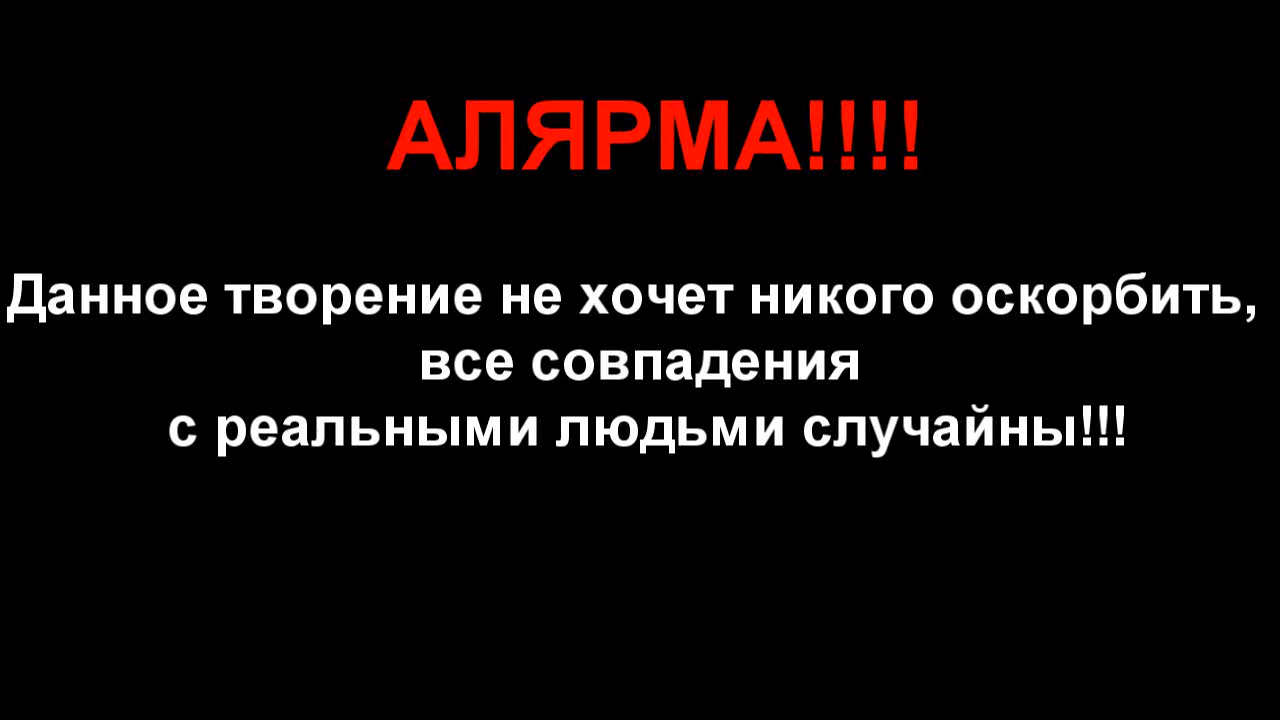 АЛЯРМА!!!!
Данное творение не хочет никого оскорбить,
все совпадения
с реальными людьми случайны!!!